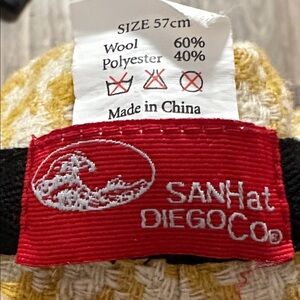 SIZE 57cm
Wool 60%
Polyester 40%
Made in China
SANHat
DIEGOCo®